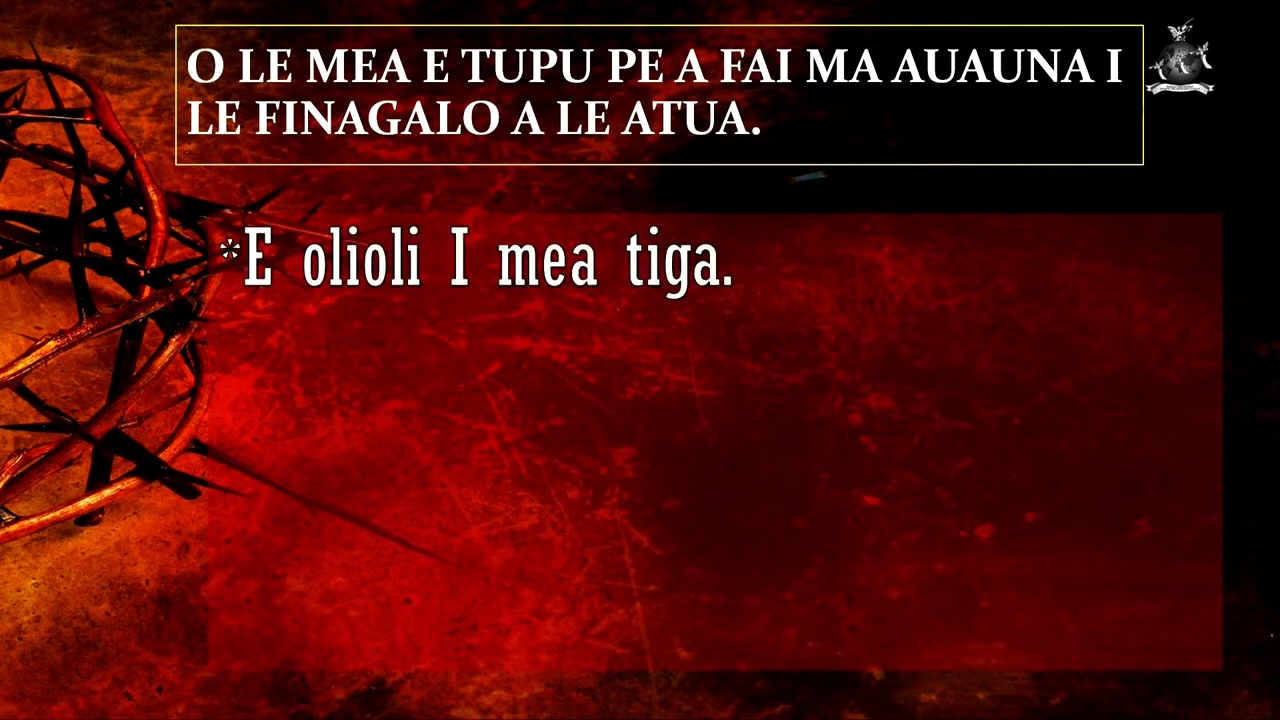 O LE MEA E TUPU PE A FAI MA AUAUNA I
LE FINAGALO A LE ATUA.
*E olioli I mea tiga.